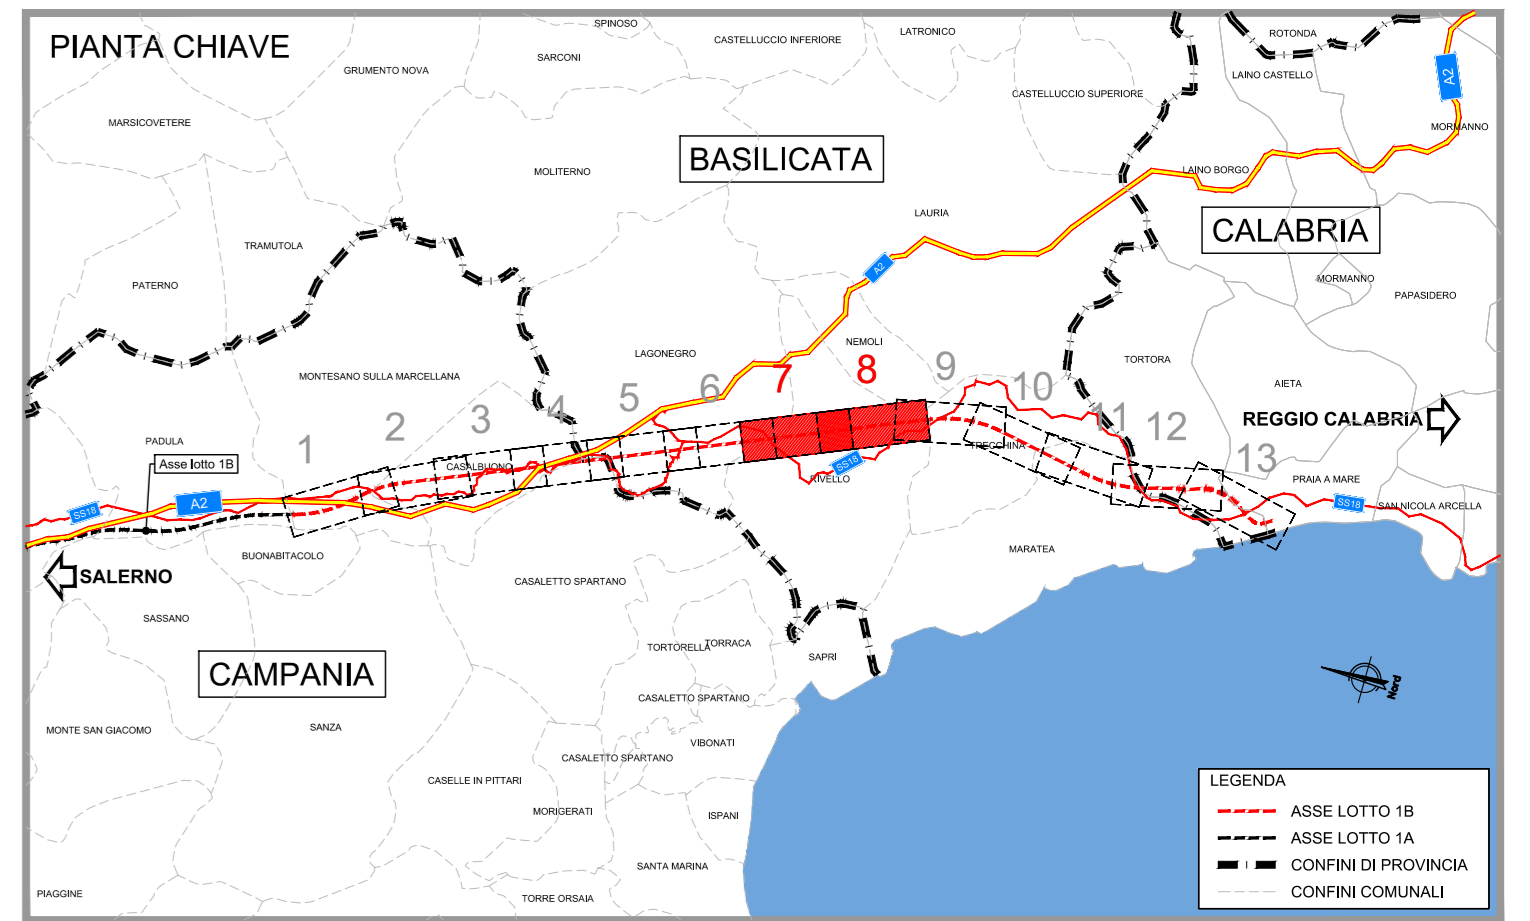 PIANTA CHIAVE
SPINOSO
SARCONI
GRUMENTO NOVA
CASTELLUCCIO INFERIORE
LATRONICO
ROTONDA
LAINO CASTELLO
A2
CASTELLUCCIO SUPERIORE
MARSICOVETERE
MORMANNO
BASILICATA
MOLITERNO
LAINO BORGO
LAURIA
CALABRIA
TRAMUTOLA
A2
MORMANNO
PATERNO
PAPASIDERO
NEMOLI
LAGONEGRO
TORTORA
MONTESANO SULLA MARCELLANA
AIETA
1
2
3
4
5
6
7
8
9
10
11
12
13
REGGIO CALABRIA
PADULA
Asse lotto 1B
CASALBUONO
TRECCHINA
RIVELLO
SS18
PRAIA A MARE
SS18
SAN NICOLA ARCELLA
SS18
A2
BUONABITACOLO
MARATEA
SALERNO
CASALETTO SPARTANO
SASSANO
TORTORELLA
TORRACA
SAPRI
CAMPANIA
CASALETTO SPARTANO
Nord
MONTE SAN GIACOMO
SANZA
VIBONATI
CASALETTO SPARTANO
CASELLE IN PITTARI
MORIGERATI
ISPANI
SANTA MARINA
PIAGGINE
TORRE ORSAIA
LEGENDA
ASSE LOTTO 1B
ASSE LOTTO 1A
CONFINI DI PROVINCIA
CONFINI COMUNALI